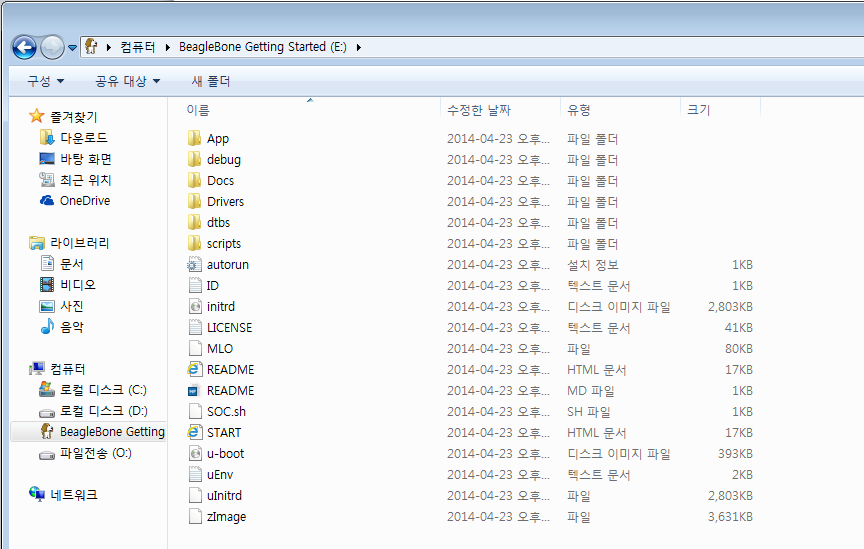 컴퓨터 BeagleBone Getting Started (E:)
구성 공유 대상 새 폴더
즐겨찾기
다운로드
바탕 화면
최근 위치
OneDrive
라이브러리
문서
비디오
사진
음악
컴퓨터
로컬 디스크 (C:)
로컬 디스크 (D:)
BeagleBone Getting
파일전송 (O:)
네트워크
이름 수정한 날짜 유형 크기
App 2014-04-23 오후... 파일 폴더
debug 2014-04-23 오후... 파일 폴더
Docs 2014-04-23 오후... 파일 폴더
Drivers 2014-04-23 오후... 파일 폴더
dtbs 2014-04-23 오후... 파일 폴더
scripts 2014-04-23 오후... 파일 폴더
autorun 2014-04-23 오후... 설치 정보 1KB
ID 2014-04-23 오후... 텍스트 문서 1KB
initrd 2014-04-23 오후... 디스크 이미지 파일 2,803KB
LICENSE 2014-04-23 오후... 텍스트 문서 41KB
MLO 2014-04-23 오후... 파일 80KB
README 2014-04-23 오후... HTML 문서 17KB
README 2014-04-23 오후... MD 파일 1KB
SOC.sh 2014-04-23 오후... SH 파일 1KB
START 2014-04-23 오후... HTML 문서 17KB
u-boot 2014-04-23 오후... 디스크 이미지 파일 393KB
uEnv 2014-04-23 오후... 텍스트 문서 2KB
uInitrd 2014-04-23 오후... 파일 2,803KB
zImage 2014-04-23 오후... 파일 3,631KB